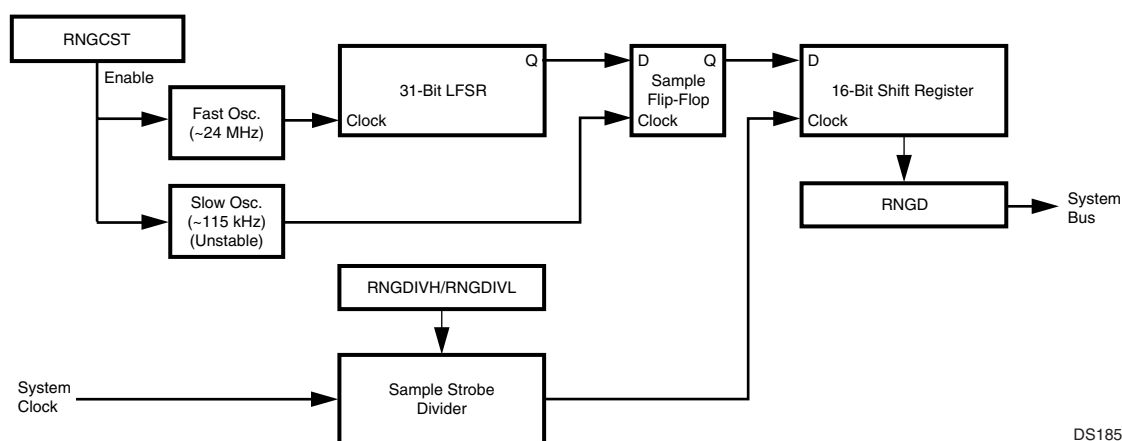 RNGCST
Enable
Fast Osc.
(~24 MHz)
Slow Osc.
(~115 kHz)
(Unstable)
Q
31-Bit LFSR
Clock
D Q
Sample
Flip-Flop
Clock
D
16-Bit Shift Register
Clock
RNGD
System
Bus
RNGDIVH/RNGDIVL
System
Clock
Sample Strobe
Divider
DS185